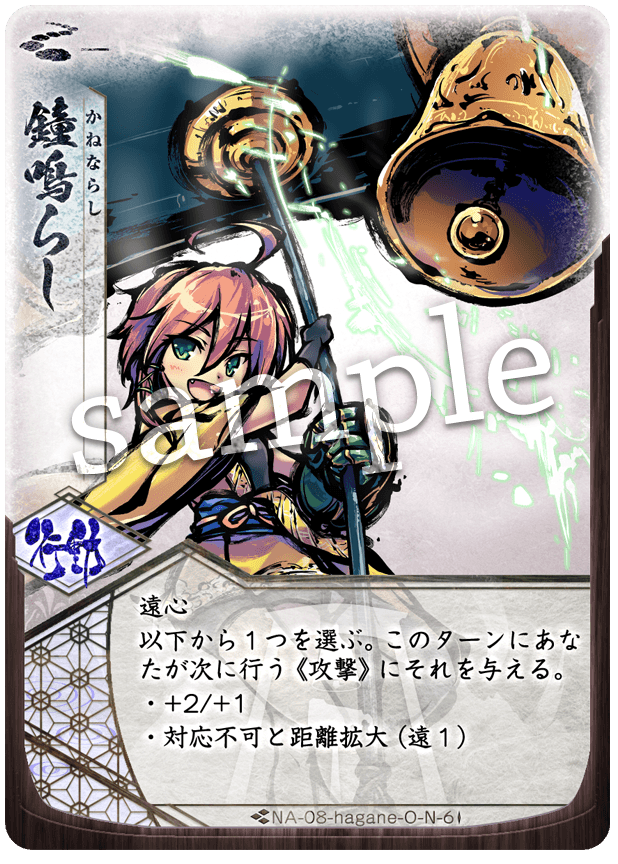 鐘鳴らし
かねならし
sample
行動
遠心
以下から1つを選ぶ。このターンにあな
たが次に行う《攻撃》にそれを与える。
・+2/+1
・対応不可と距離拡大(遠1)
NA-08-hagane-O-N-6